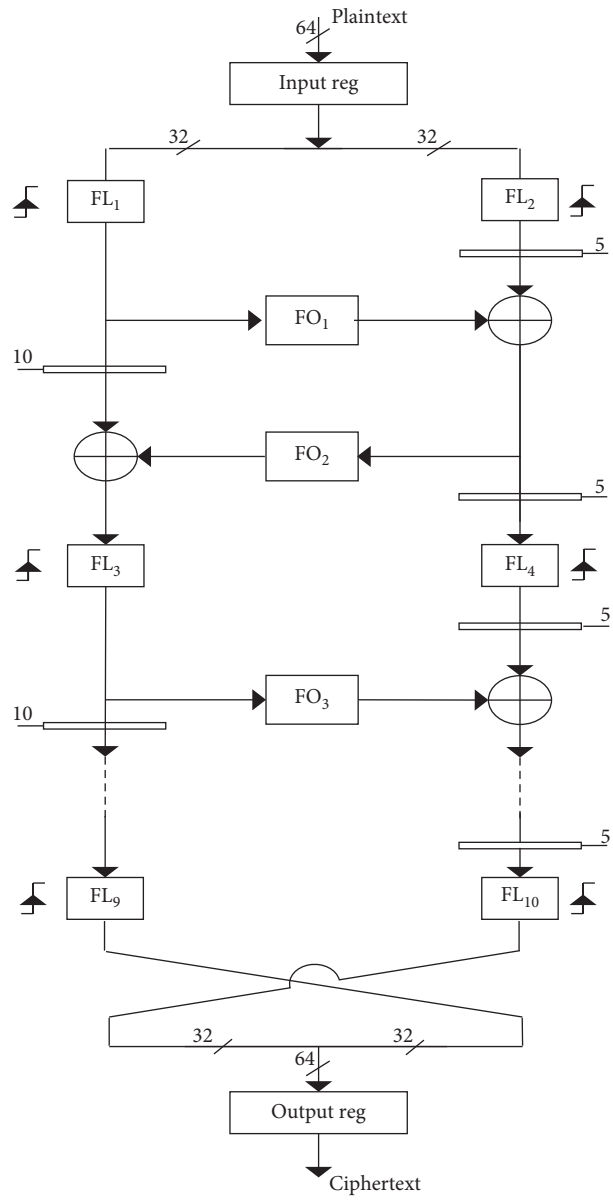 Plaintext
64
Input reg
32 32
FL₁ FL₂
5
FO₁
10
FO₂
5
FL₃ FL₄
5
FO₃
10
5
FL₉ FL₁₀
32 32
64
Output reg
Ciphertext